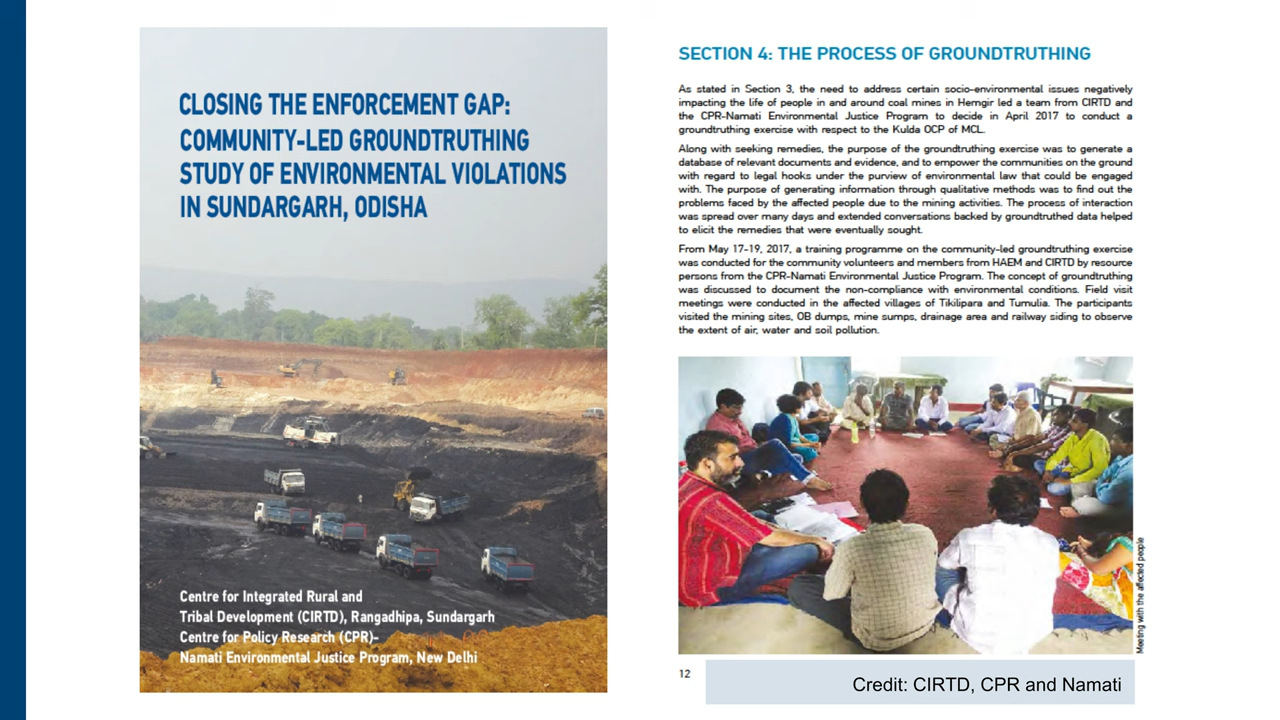 CLOSING THE ENFORCEMENT GAP:
COMMUNITY-LED GROUNDTRUTHING
STUDY OF ENVIRONMENTAL VIOLATIONS
IN SUNDARGARH, ODISHA
Centre for Integrated Rural and
Tribal Development (CIRTD), Rangadhipa, Sundargarh
Centre for Policy Research (CPR)-
Namati Environmental Justice Program, New Delhi
SECTION 4: THE PROCESS OF GROUNDTRUTHING
As stated in Section 3, the need to address certain socio-environmental issues negatively
impacting the life of people in and around coal mines in Hemgir led a team from CIRTD and
the CPR-Namati Environmental Justice Program to decide in April 2017 to conduct a
groundtruthing exercise with respect to the Kulda OCP of MCL.
Along with seeking remedies, the purpose of the groundtruthing exercise was to generate a
database of relevant documents and evidence, and to empower the communities on the ground
with regard to legal hooks under the purview of environmental law that could be engaged
with. The purpose of generating information through qualitative methods was to find out the
problems faced by the affected people due to the mining activities. The process of interaction
was spread over many days and extended conversations backed by groundtruthed data helped
to elicit the remedies that were eventually sought.
From May 17-19, 2017, a training programme on the community-led groundtruthing exercise
was conducted for the community volunteers and members from HAEM and CIRTD by resource
persons from the CPR-Namati Environmental Justice Program. The concept of groundtruthing
was discussed to document the non-compliance with environmental conditions. Field visit
meetings were conducted in the affected villages of Tikilipara and Tumulia. The participants
visited the mining sites, OB dumps, mine sumps, drainage area and railway siding to observe
the extent of air, water and soil pollution.
Meeting with the affected people
12
Credit: CIRTD, CPR and Namati